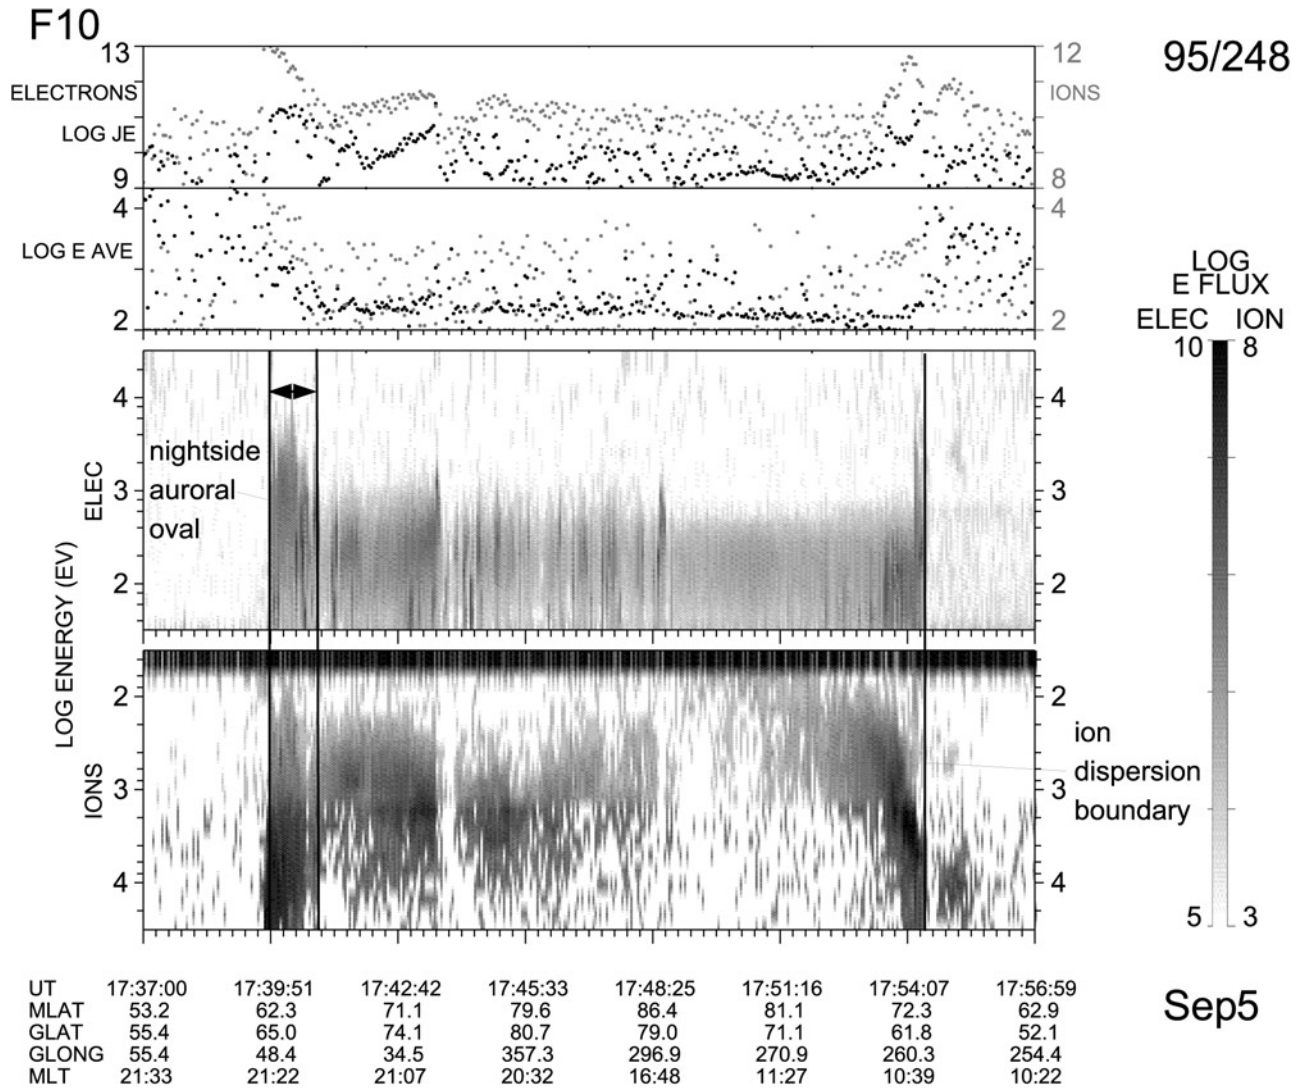 F10
95/248
13
12
ELECTRONS
IONS
LOG JE
9
8
4
4
LOG E AVE
2
2
LOG
E FLUX
ELEC ION
10 8
5 3
4
4
nightside
auroral
oval
3
3
ELEC
2
2
LOG ENERGY (EV)
2
2
IONS
3
3
4
4
ion
dispersion
boundary
UT 17:37:00 17:39:51 17:42:42 17:45:33 17:48:25 17:51:16 17:54:07 17:56:59
MLAT 53.2 62.3 71.1 79.6 86.4 81.1 72.3 62.9
GLAT 55.4 65.0 74.1 80.7 79.0 71.1 61.8 52.1
GLONG 55.4 48.4 34.5 357.3 296.9 270.9 260.3 254.4
MLT 21:33 21:22 21:07 20:32 16:48 11:27 10:39 10:22
Sep5